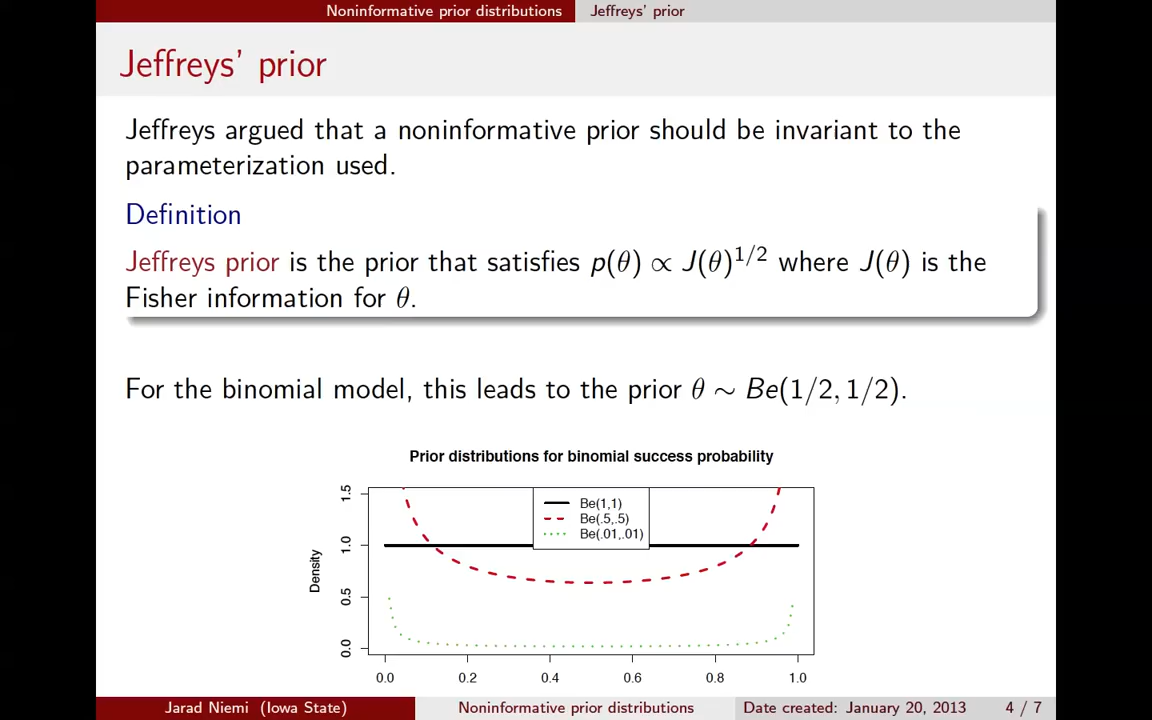 Noninformative prior distributions Jeffreys' prior
Jeffreys' prior
Jeffreys argued that a noninformative prior should be invariant to the
parameterization used.
Definition
Jeffreys prior is the prior that satisfies p(θ) ∝ J(θ)^{1/2} where J(θ) is the
Fisher information for θ.
For the binomial model, this leads to the prior θ ∼ Be(1/2, 1/2).
Prior distributions for binomial success probability
Density
1.5
1.0
0.5
0.0
Be(1,1)
Be(.5,.5)
Be(.01,.01)
0.0 0.2 0.4 0.6 0.8 1.0
Jarad Niemi (Iowa State) Noninformative prior distributions Date created: January 20, 2013 4 / 7